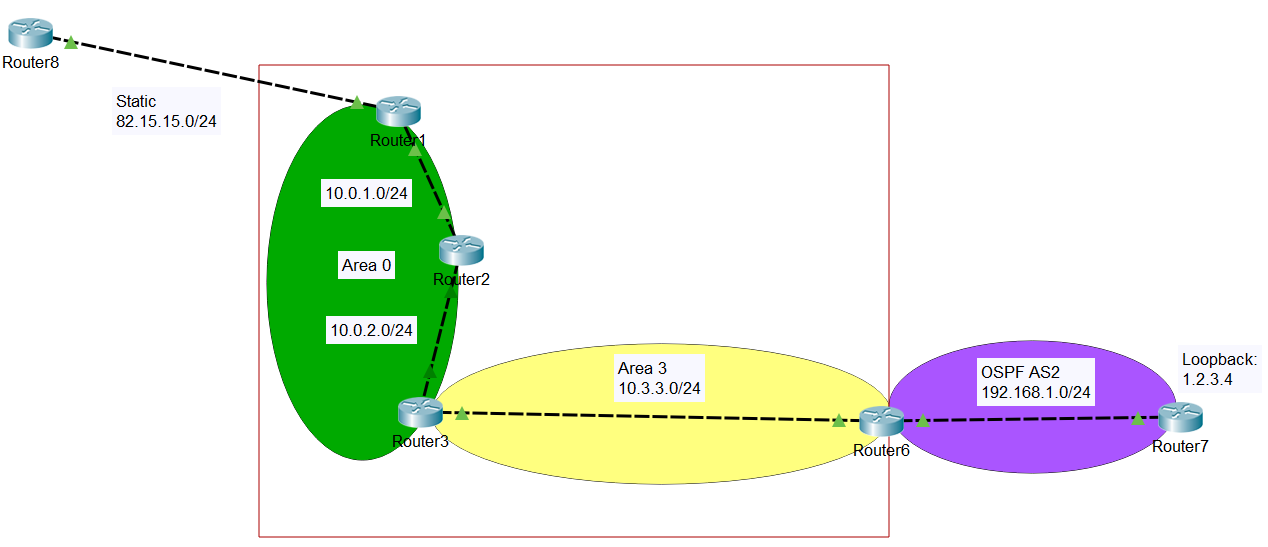 Router8
Static
82.15.15.0/24
Router1
10.0.1.0/24
Area 0
Router2
10.0.2.0/24
Router3
Area 3
10.3.3.0/24
Router6
OSPF AS2
192.168.1.0/24
Loopback:
1.2.3.4
Router7